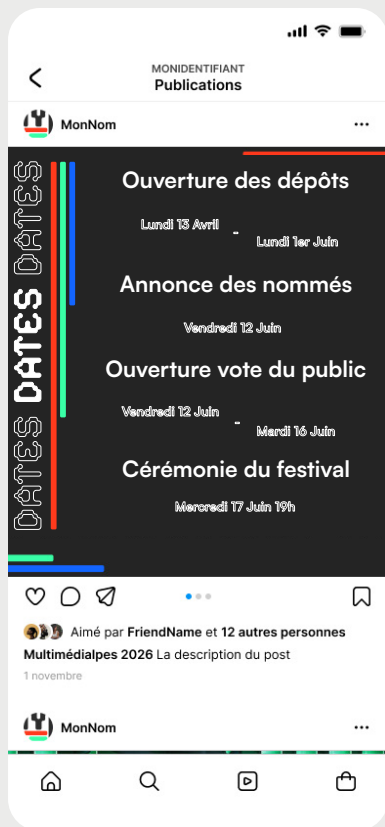 MONIDENTIFIANT
Publications
MonNom
DATES DATES DATES
Ouverture des dépôts
Lundi 13 Avril
-
Lundi 1er Juin
Annonce des nommés
Vendredi 12 Juin
Ouverture vote du public
Vendredi 12 Juin
-
Mardi 16 Juin
Cérémonie du festival
Mercredi 17 Juin 19h
Aimé par FriendName et 12 autres personnes
Multimédialpes 2026 La description du post
1 novembre
MonNom